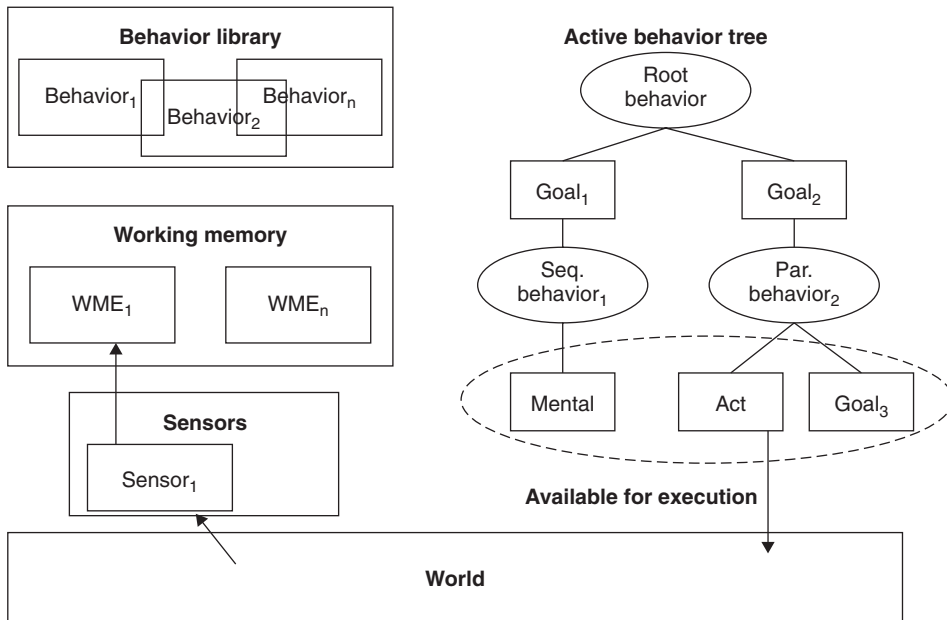 Behavior library
Behavior₁
Behavior₂
Behaviorₙ
Working memory
WME₁
WMEₙ
Sensors
Sensor₁
Active behavior tree
Root
behavior
Goal₁
Goal₂
Seq.
behavior₁
Par.
behavior₂
Mental
Act
Goal₃
Available for execution
World